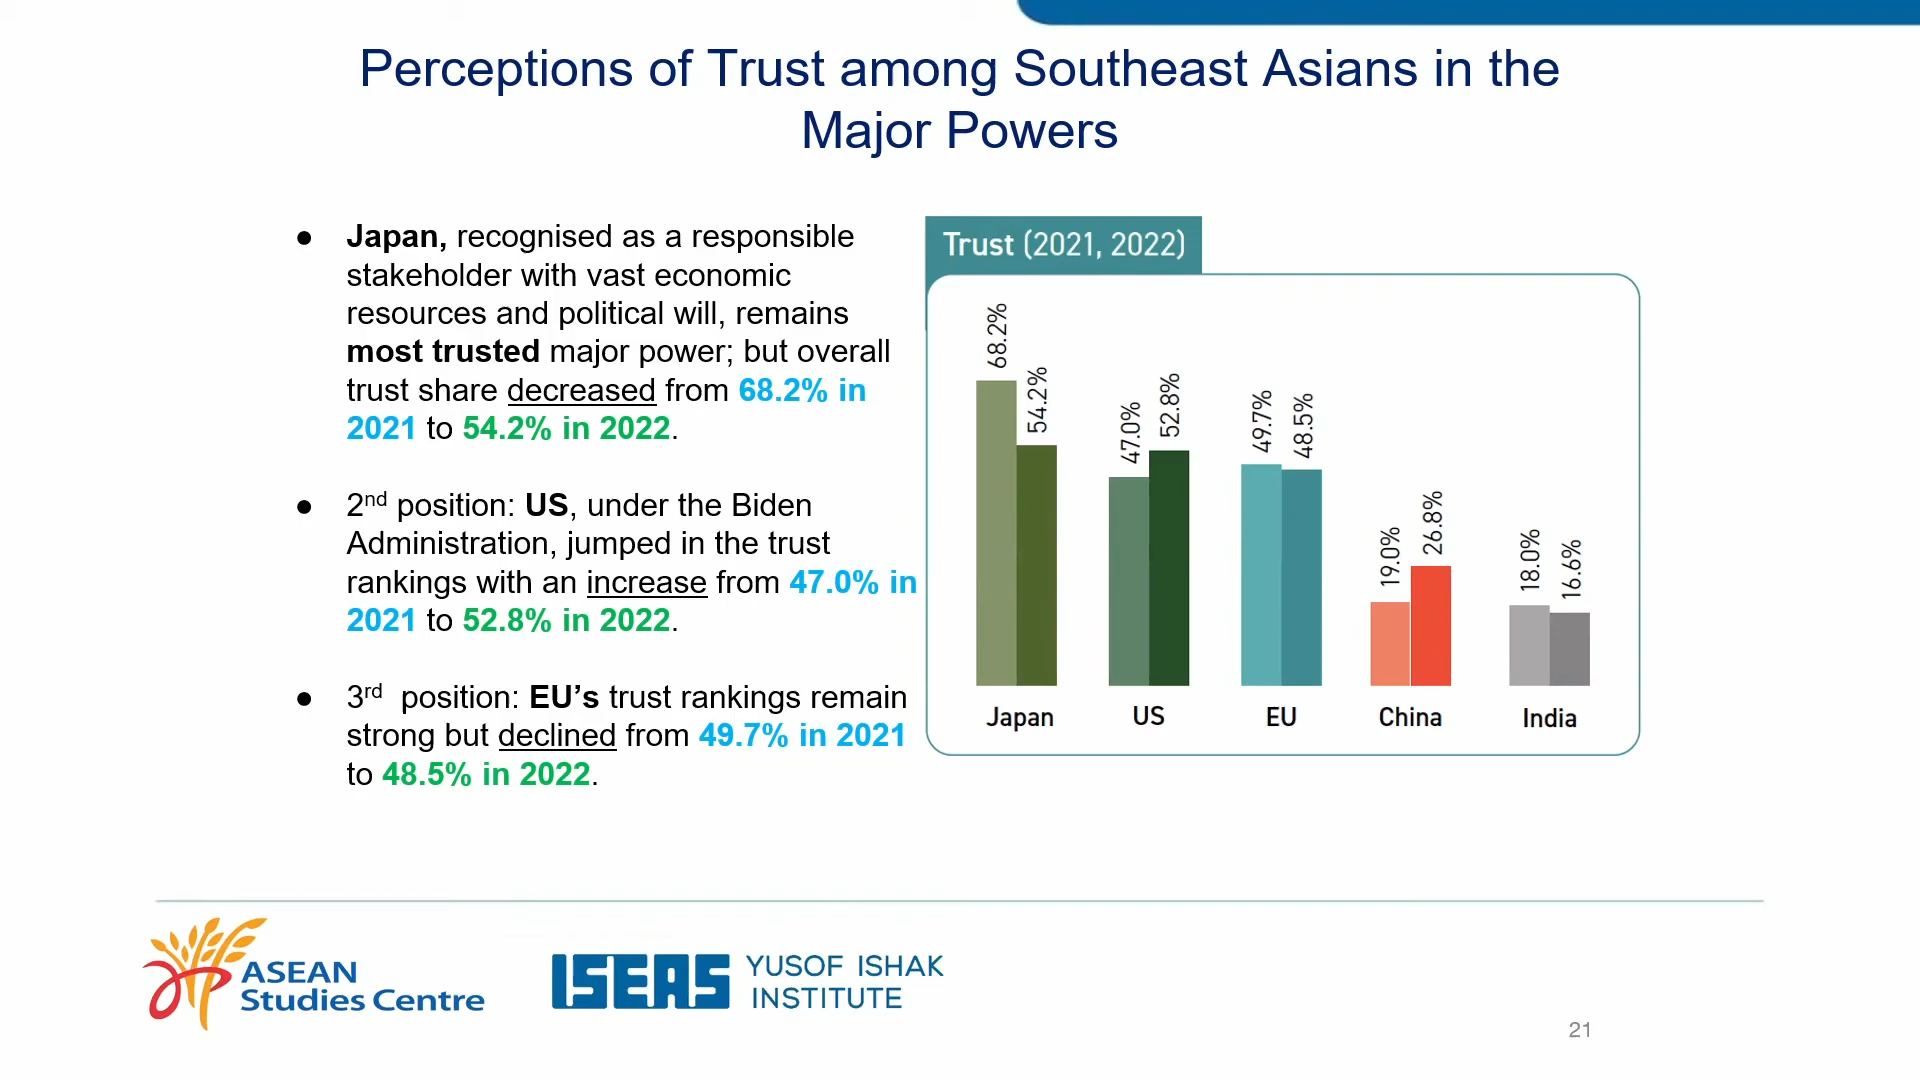 Perceptions of Trust among Southeast Asians in the
Major Powers
● Japan, recognised as a responsible
stakeholder with vast economic
resources and political will, remains
most trusted major power; but overall
trust share decreased from 68.2% in
2021 to 54.2% in 2022.
● 2nd position: US, under the Biden
Administration, jumped in the trust
rankings with an increase from 47.0% in
2021 to 52.8% in 2022.
● 3rd position: EU’s trust rankings remain
strong but declined from 49.7% in 2021
to 48.5% in 2022.
Trust (2021, 2022)
68.2%
54.2%
47.0%
52.8%
49.7%
48.5%
19.0%
26.8%
18.0%
16.6%
Japan
US
EU
China
India
ASEAN
Studies Centre
ISEAS
YUSOF ISHAK
INSTITUTE
21